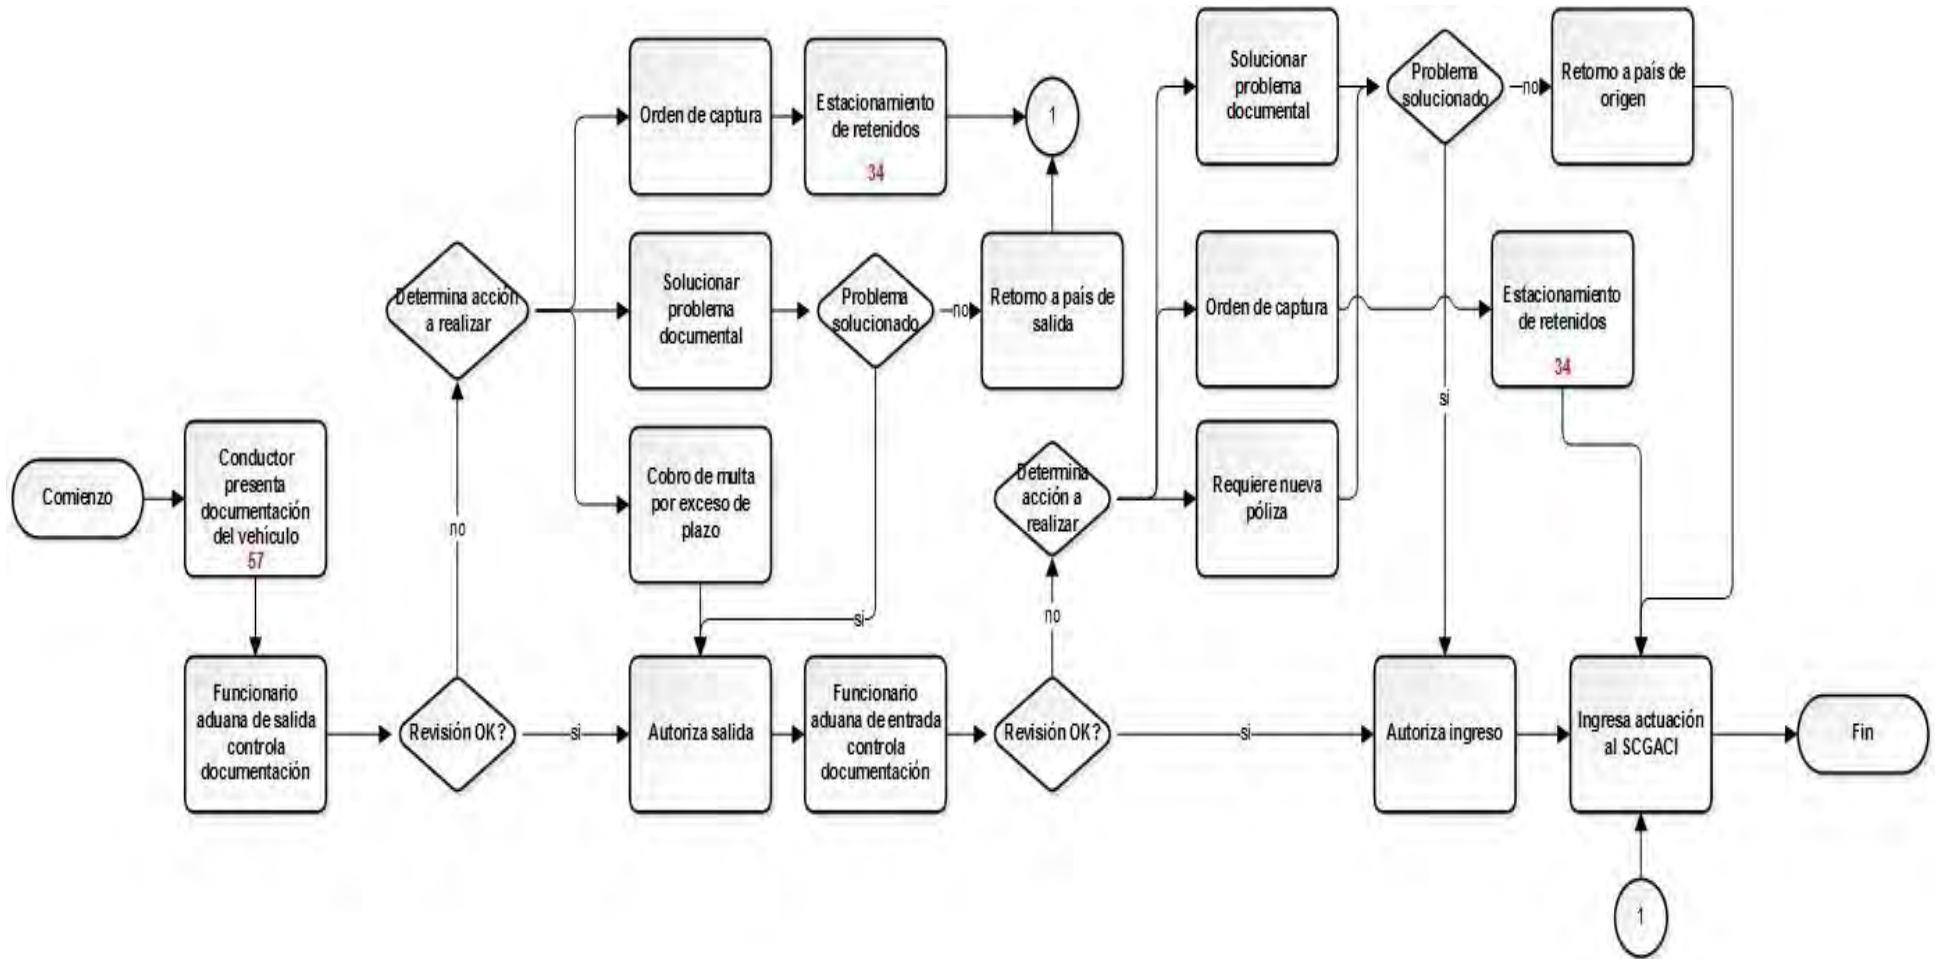 Comienzo
Conductor
presenta
documentación
del vehículo
57
Funcionario
aduana de salida
controla
documentación
Revisión OK?
no
si
Determina acción
a realizar
Orden de captura
Estacionamiento
de retenidos
34
1
Solucionar
problema
documental
Problema
solucionado
no
si
Retorno a país de
salida
Cobro de multa
por exceso de
plazo
Autoriza salida
Funcionario
aduana de entrada
controla
documentación
Revisión OK?
no
si
Determina
acción a
realizar
Solucionar
problema
documental
Problema
solucionado
no
si
Retorno a país de
origen
Orden de captura
Estacionamiento
de retenidos
34
Requiere nueva
póliza
Autoriza ingreso
Ingresa actuación
al SCGACI
Fin
1